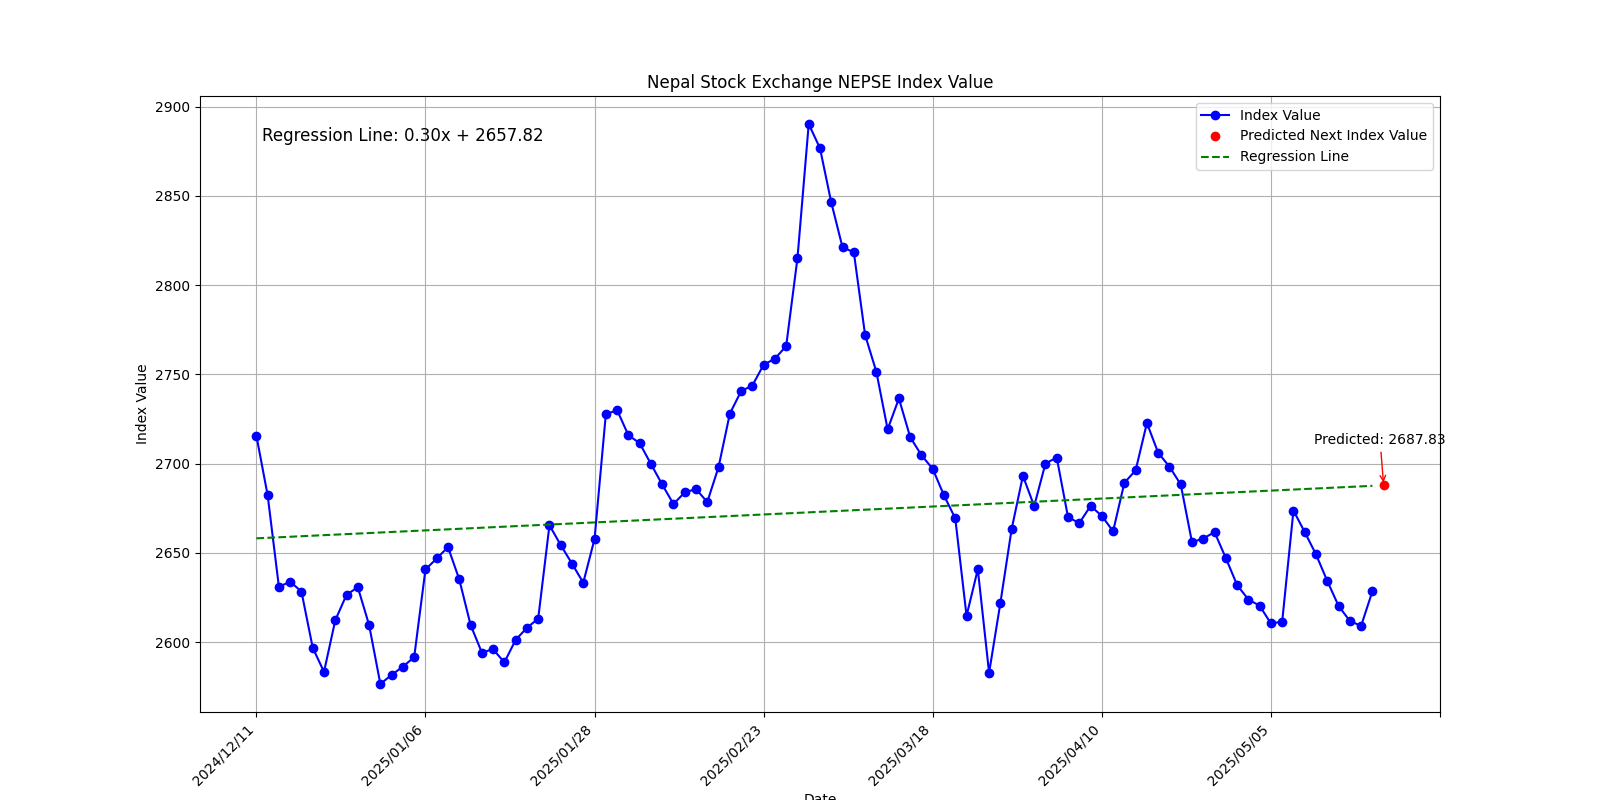 Nepal Stock Exchange NEPSE Index Value
2900
2850
2800
2750
2700
2650
2600
Index Value
Regression Line: 0.30x + 2657.82
Index Value
Predicted Next Index Value
Regression Line
Predicted: 2687.83
2024/12/11
2025/01/06
2025/01/28
2025/02/23
2025/03/18
2025/04/10
2025/05/05
Date